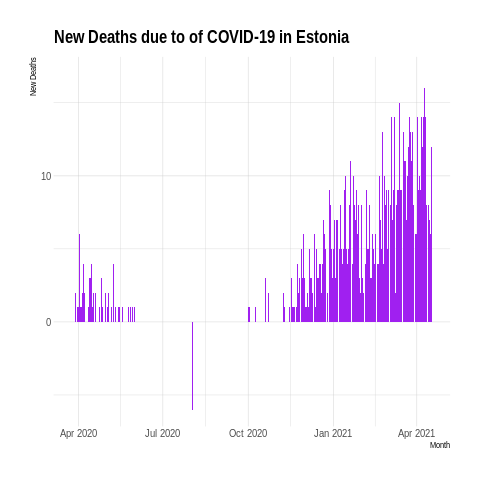 New Deaths due to of COVID-19 in Estonia
New Deaths
10
0
Apr 2020 Jul 2020 Oct 2020 Jan 2021 Apr 2021
Month